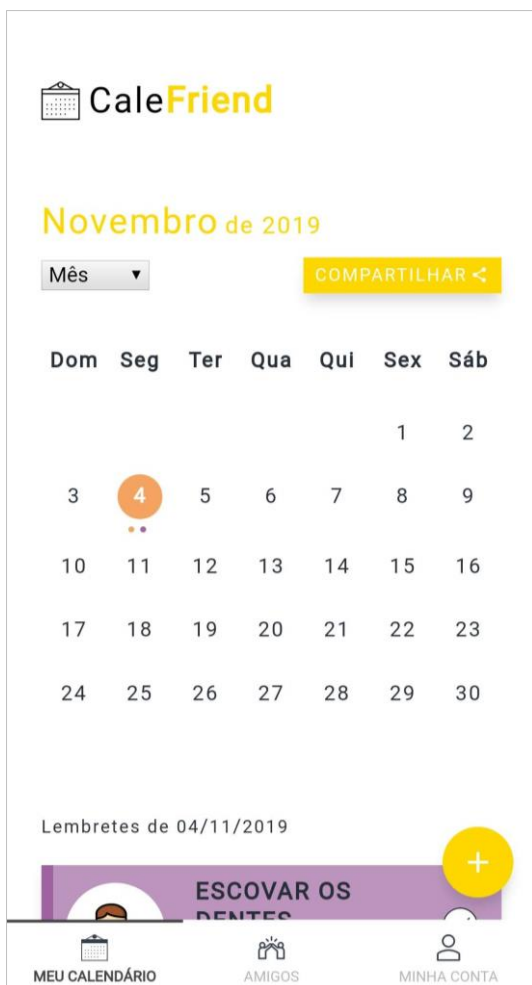 CaleFriend
Novembro de 2019
Mês
COMPARTILHAR
Dom Seg Ter Qua Qui Sex Sáb
1 2
3 4 5 6 7 8 9
10 11 12 13 14 15 16
17 18 19 20 21 22 23
24 25 26 27 28 29 30
Lembretes de 04/11/2019
+
ESCOVAR OS
DENTES
MEU CALENDÁRIO AMIGOS MINHA CONTA